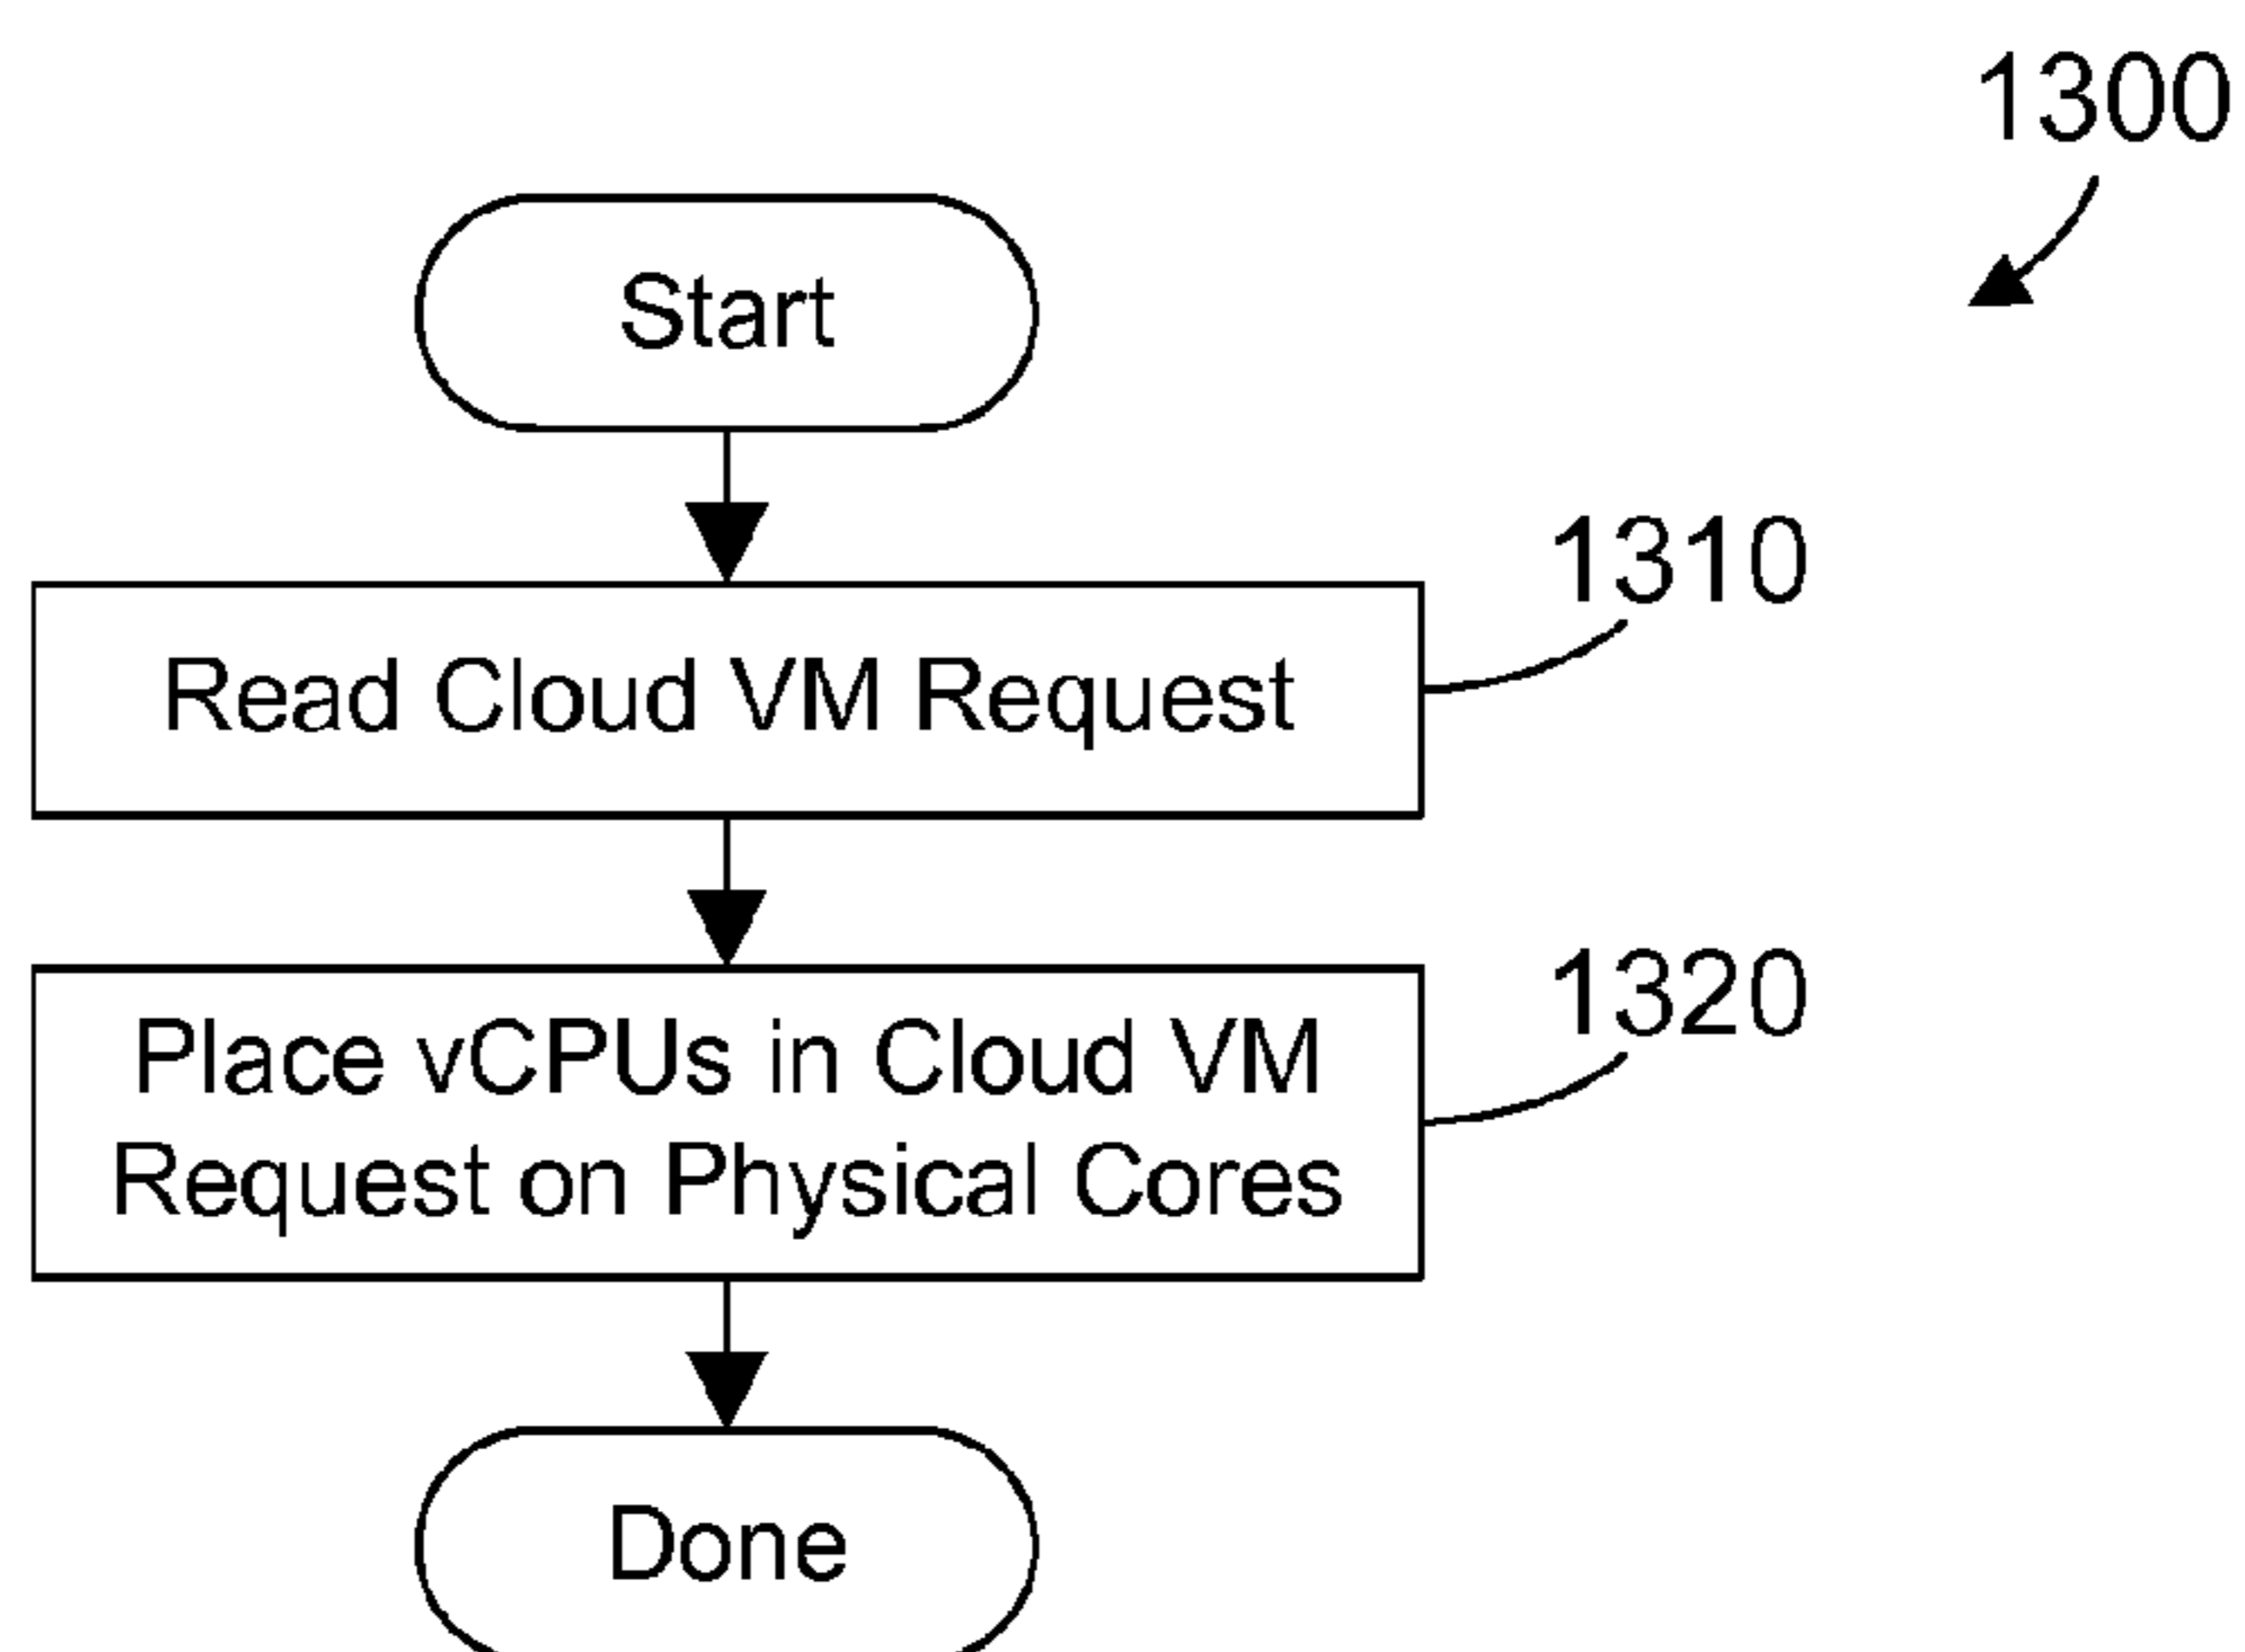 1300
Start
1310
Read Cloud VM Request
1320
Place vCPUs in Cloud VM
Request on Physical Cores
Done